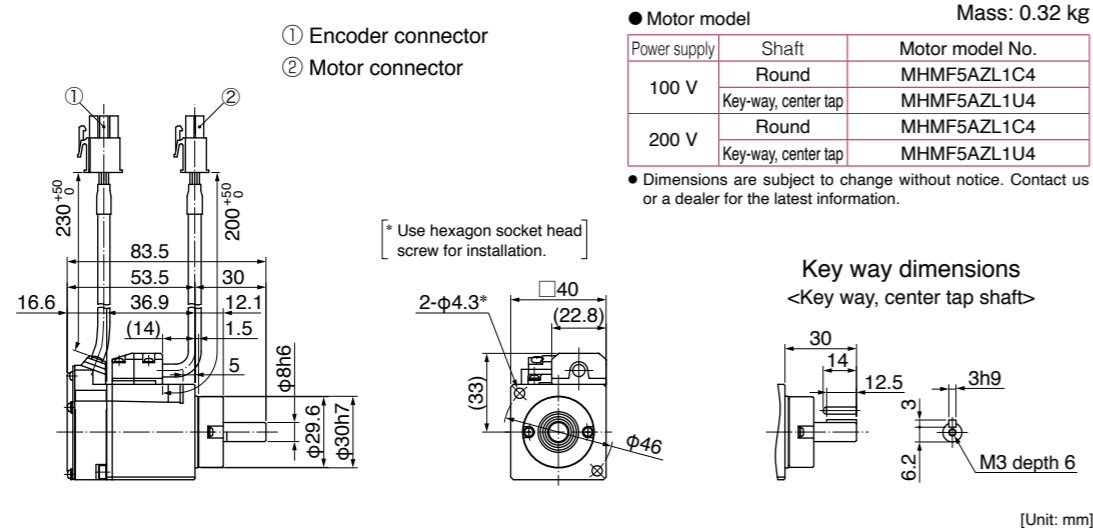 ① Encoder connector
② Motor connector
● Motor model
Mass: 0.32 kg
Power supply Shaft Motor model No.
100 V
Round MHMF5AZL1C4
Key-way, center tap MHMF5AZL1U4
200 V
Round MHMF5AZL1C4
Key-way, center tap MHMF5AZL1U4
● Dimensions are subject to change without notice. Contact us
or a dealer for the latest information.
① ②
230 +50 0
200 +50 0
83.5
53.5 30
16.6 36.9 12.1
(14) 1.5
5
φ8h6
φ29.6
φ30h7
* Use hexagon socket head
screw for installation.
2-φ4.3*
□40
(22.8)
(33)
φ46
Key way dimensions
<Key way, center tap shaft>
30
14
12.5
3h9
3
6.2
M3 depth 6
[Unit: mm]